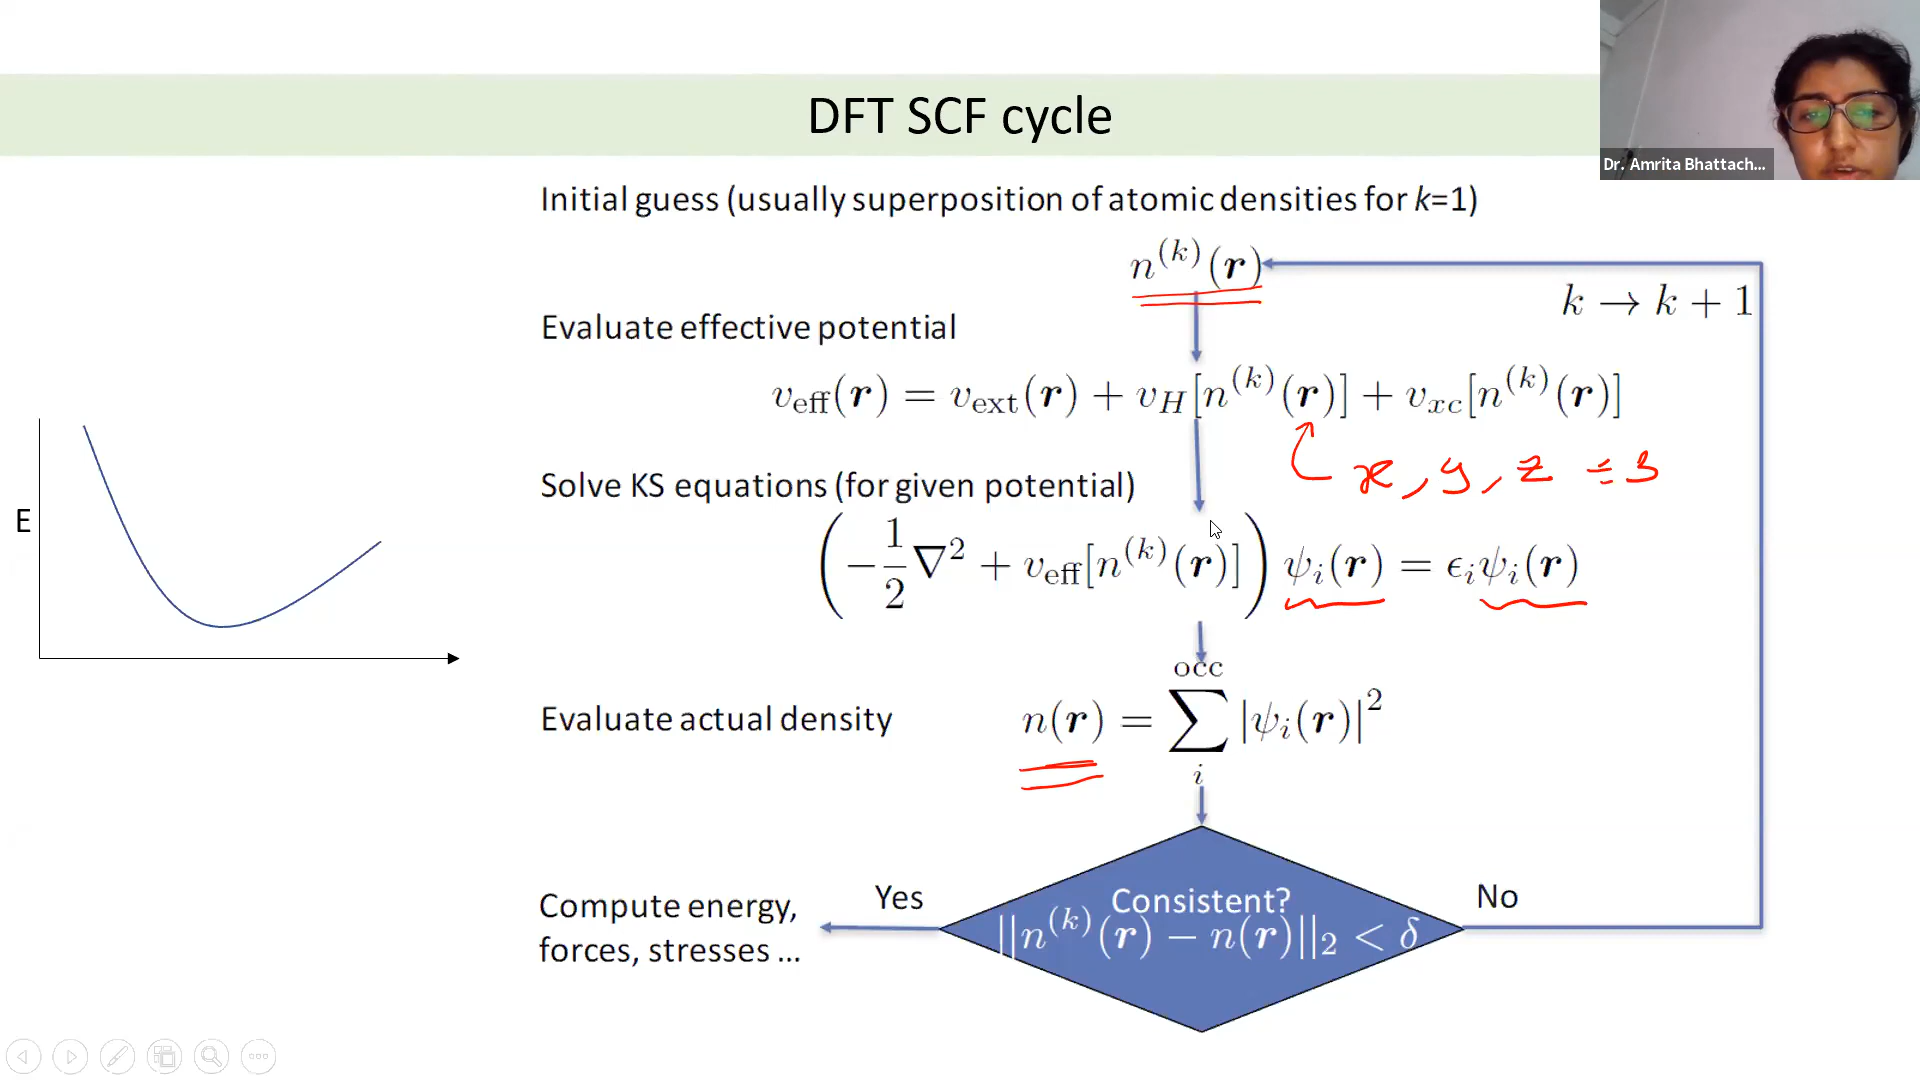 DFT SCF cycle
Dr. Amrita Bhattach...
Initial guess (usually superposition of atomic densities for k=1)
n^(k)(r)
k → k + 1
Evaluate effective potential
v_eff(r) = v_ext(r) + v_H[n^(k)(r)] + v_xc[n^(k)(r)]
x, y, z = 3
Solve KS equations (for given potential)
E
(-1/2 ∇² + v_eff[n^(k)(r)]) ψ_i(r) = ϵ_i ψ_i(r)
Evaluate actual density
n(r) = ∑_i^occ |ψ_i(r)|²
Yes
Consistent?
No
||n^(k)(r) − n(r)||₂ < δ
Compute energy,
forces, stresses ...